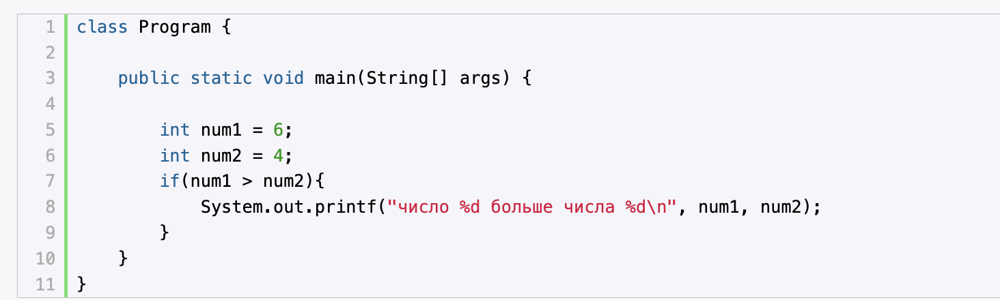 1 class Program {
2
3 public static void main(String[] args) {
4
5 int num1 = 6;
6 int num2 = 4;
7 if(num1 > num2){
8 System.out.printf("число %d больше числа %d\n", num1, num2);
9 }
10 }
11 }